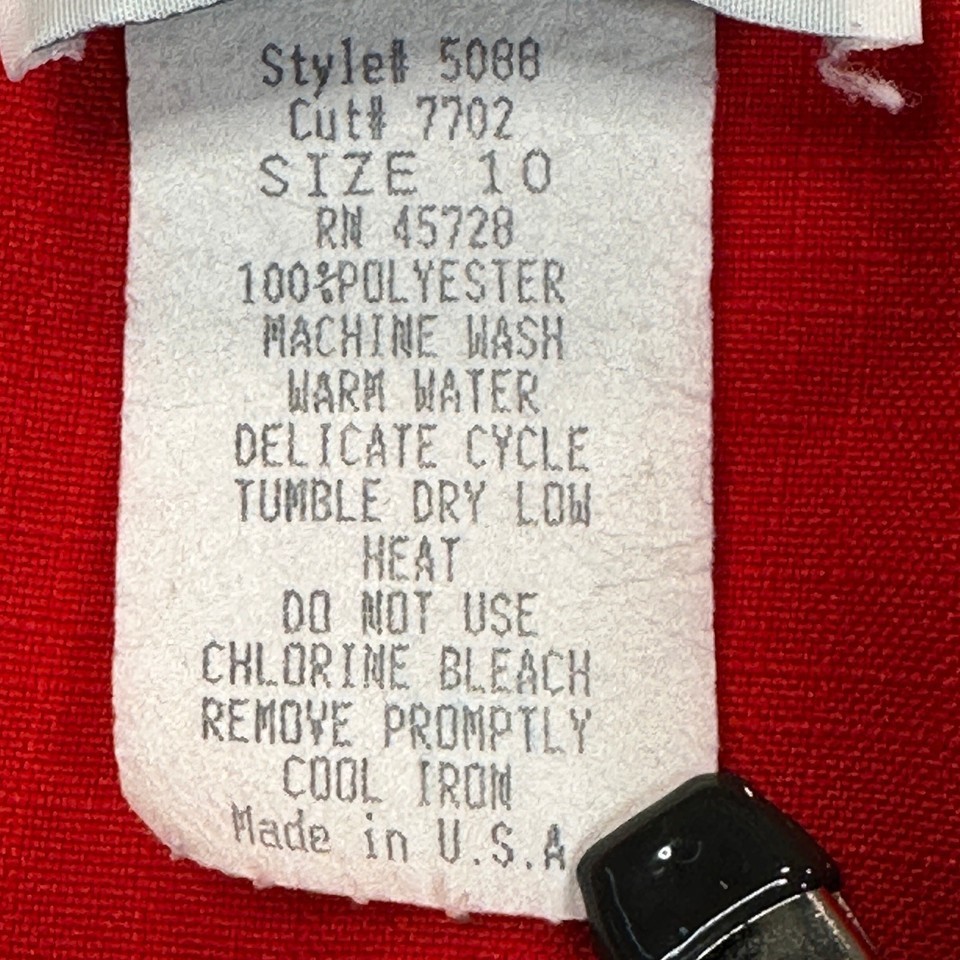 Style# 5088
Cut# 7702
SIZE 10
RN 45728
100%POLYESTER
MACHINE WASH
WARM WATER
DELICATE CYCLE
TUMBLE DRY LOW
HEAT
DO NOT USE
CHLORINE BLEACH
REMOVE PROMPTLY
COOL IRON
Made in U.S.A